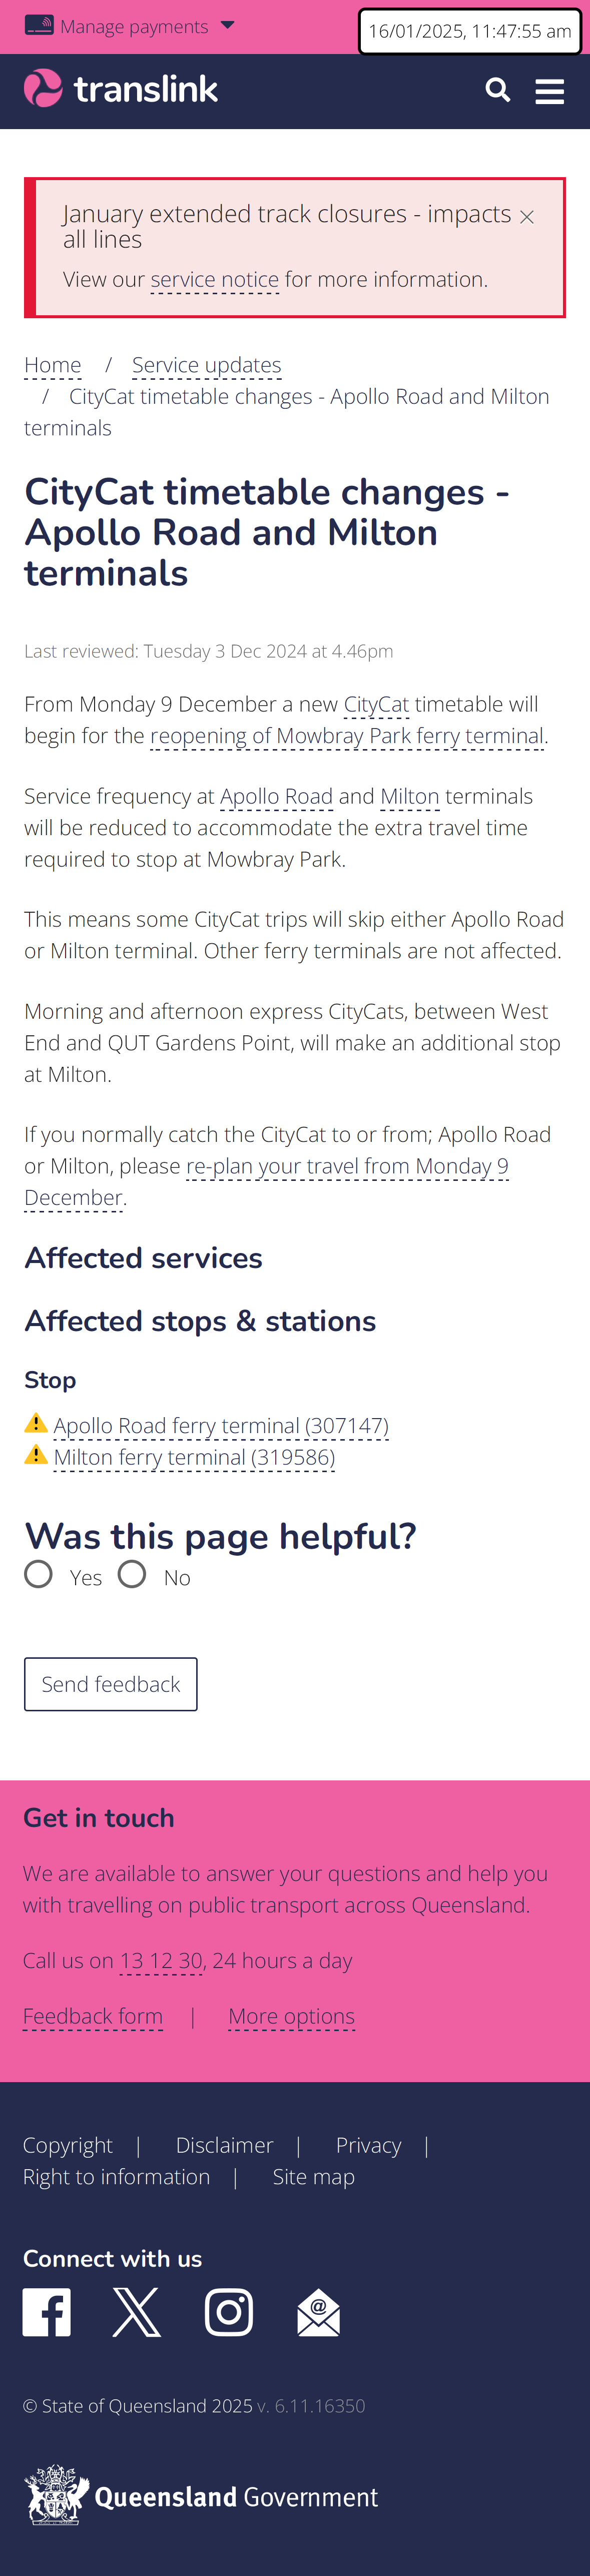 Manage payments
16/01/2025, 11:47:55 am
translink
January extended track closures - impacts
all lines
View our service notice for more information.
Home / Service updates
/ CityCat timetable changes - Apollo Road and Milton
terminals
CityCat timetable changes -
Apollo Road and Milton
terminals
Last reviewed: Tuesday 3 Dec 2024 at 4.46pm
From Monday 9 December a new CityCat timetable will
begin for the reopening of Mowbray Park ferry terminal.
Service frequency at Apollo Road and Milton terminals
will be reduced to accommodate the extra travel time
required to stop at Mowbray Park.
This means some CityCat trips will skip either Apollo Road
or Milton terminal. Other ferry terminals are not affected.
Morning and afternoon express CityCats, between West
End and QUT Gardens Point, will make an additional stop
at Milton.
If you normally catch the CityCat to or from; Apollo Road
or Milton, please re-plan your travel from Monday 9
December.
Affected services
Affected stops & stations
Stop
Apollo Road ferry terminal (307147)
Milton ferry terminal (319586)
Was this page helpful?
Yes No
Send feedback
Get in touch
We are available to answer your questions and help you
with travelling on public transport across Queensland.
Call us on 13 12 30, 24 hours a day
Feedback form | More options
Copyright | Disclaimer | Privacy |
Right to information | Site map
Connect with us
© State of Queensland 2025 v. 6.11.16350
Queensland Government